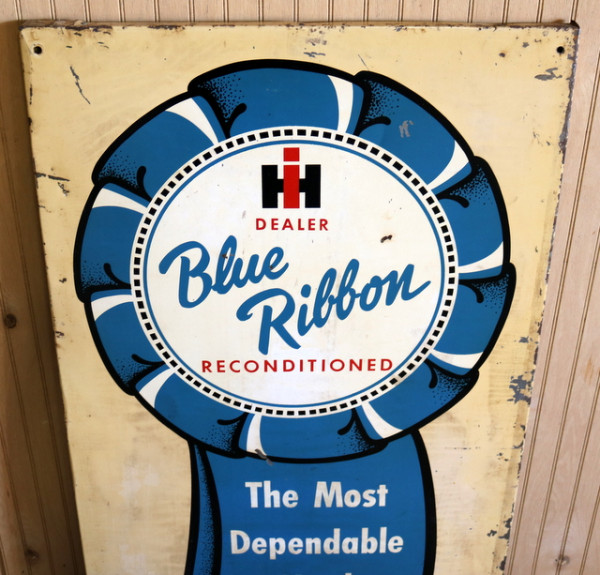 IH
DEALER
Blue
Ribbon
RECONDITIONED
The Most
Dependable